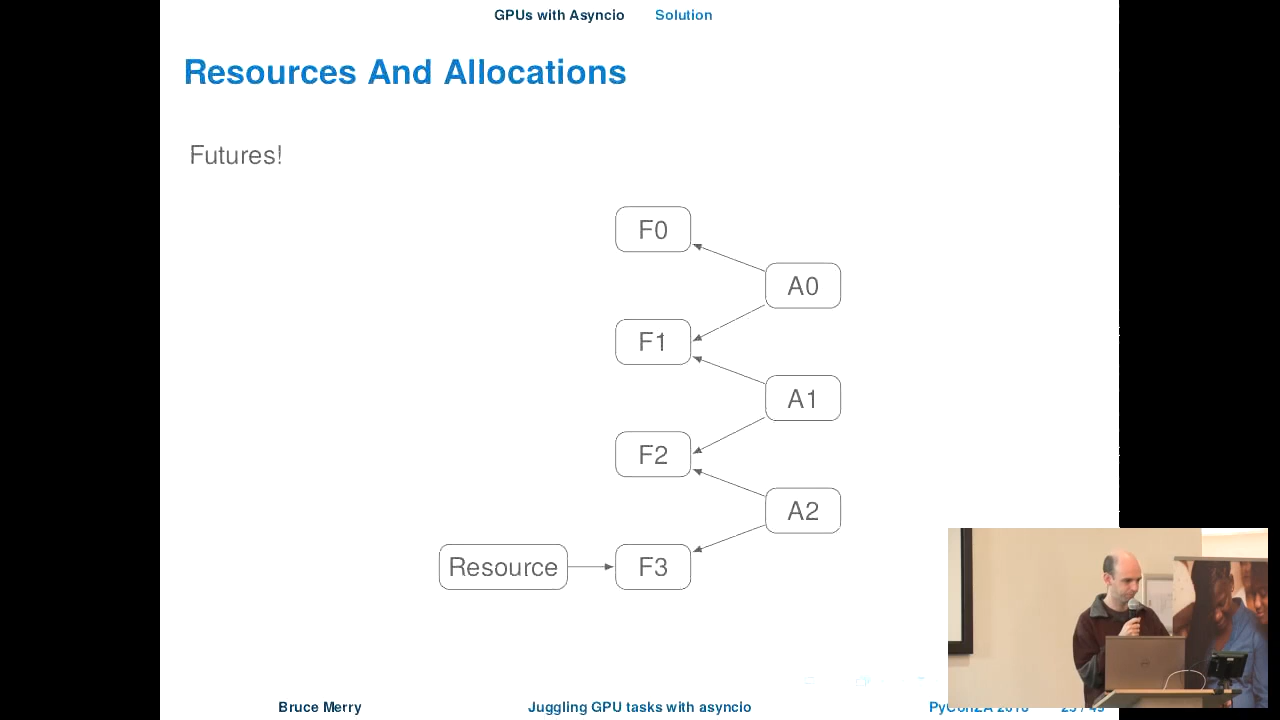 GPUs with Asyncio Solution
Resources And Allocations
Futures!
F0
A0
F1
A1
F2
A2
Resource F3
Bruce Merry Juggling GPU tasks with asyncio